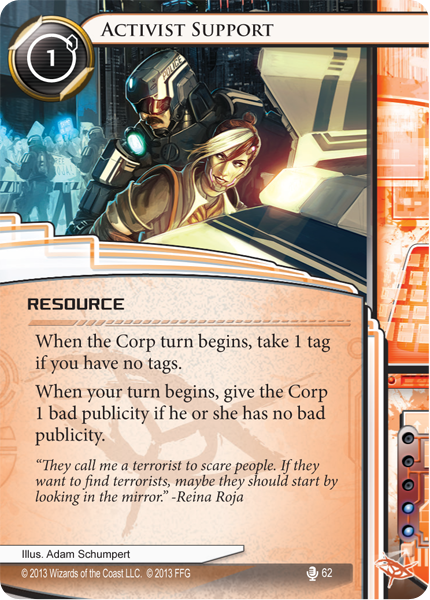 1
ACTIVIST SUPPORT
POLICE
RESOURCE
When the Corp turn begins, take 1 tag
if you have no tags.
When your turn begins, give the Corp
1 bad publicity if he or she has no bad
publicity.
“They call me a terrorist to scare people. If they
want to find terrorists, maybe they should start by
looking in the mirror.” -Reina Roja
Illus. Adam Schumpert
© 2013 Wizards of the Coast LLC. © 2013 FFG
62